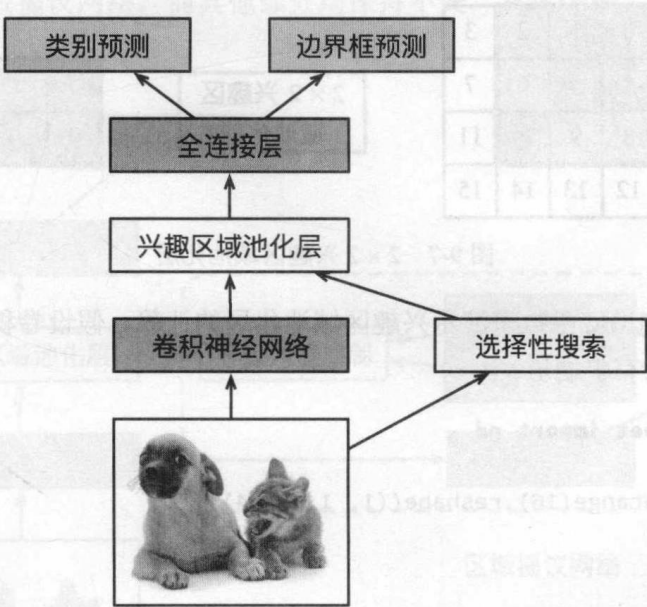 类别预测
边界框预测
全连接层
兴趣区域池化层
卷积神经网络
选择性搜索